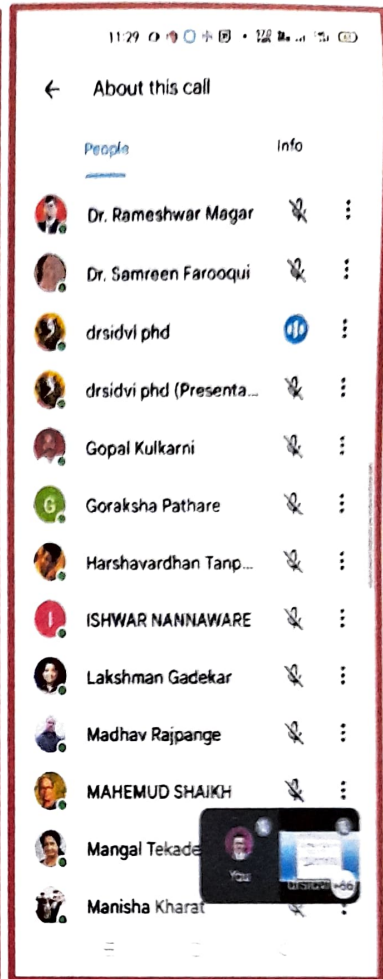 11:29
About this call
People Info
Dr. Rameshwar Magar
Dr. Samreen Farooqui
drsidvi phd
drsidvi phd (Presenta...
Gopal Kulkarni
G Goraksha Pathare
Harshavardhan Tanp...
I ISHWAR NANNAWARE
Lakshman Gadekar
Madhav Rajpange
MAHEMUD SHAIKH
Mangal Tekade
You +66
Manisha Kharat